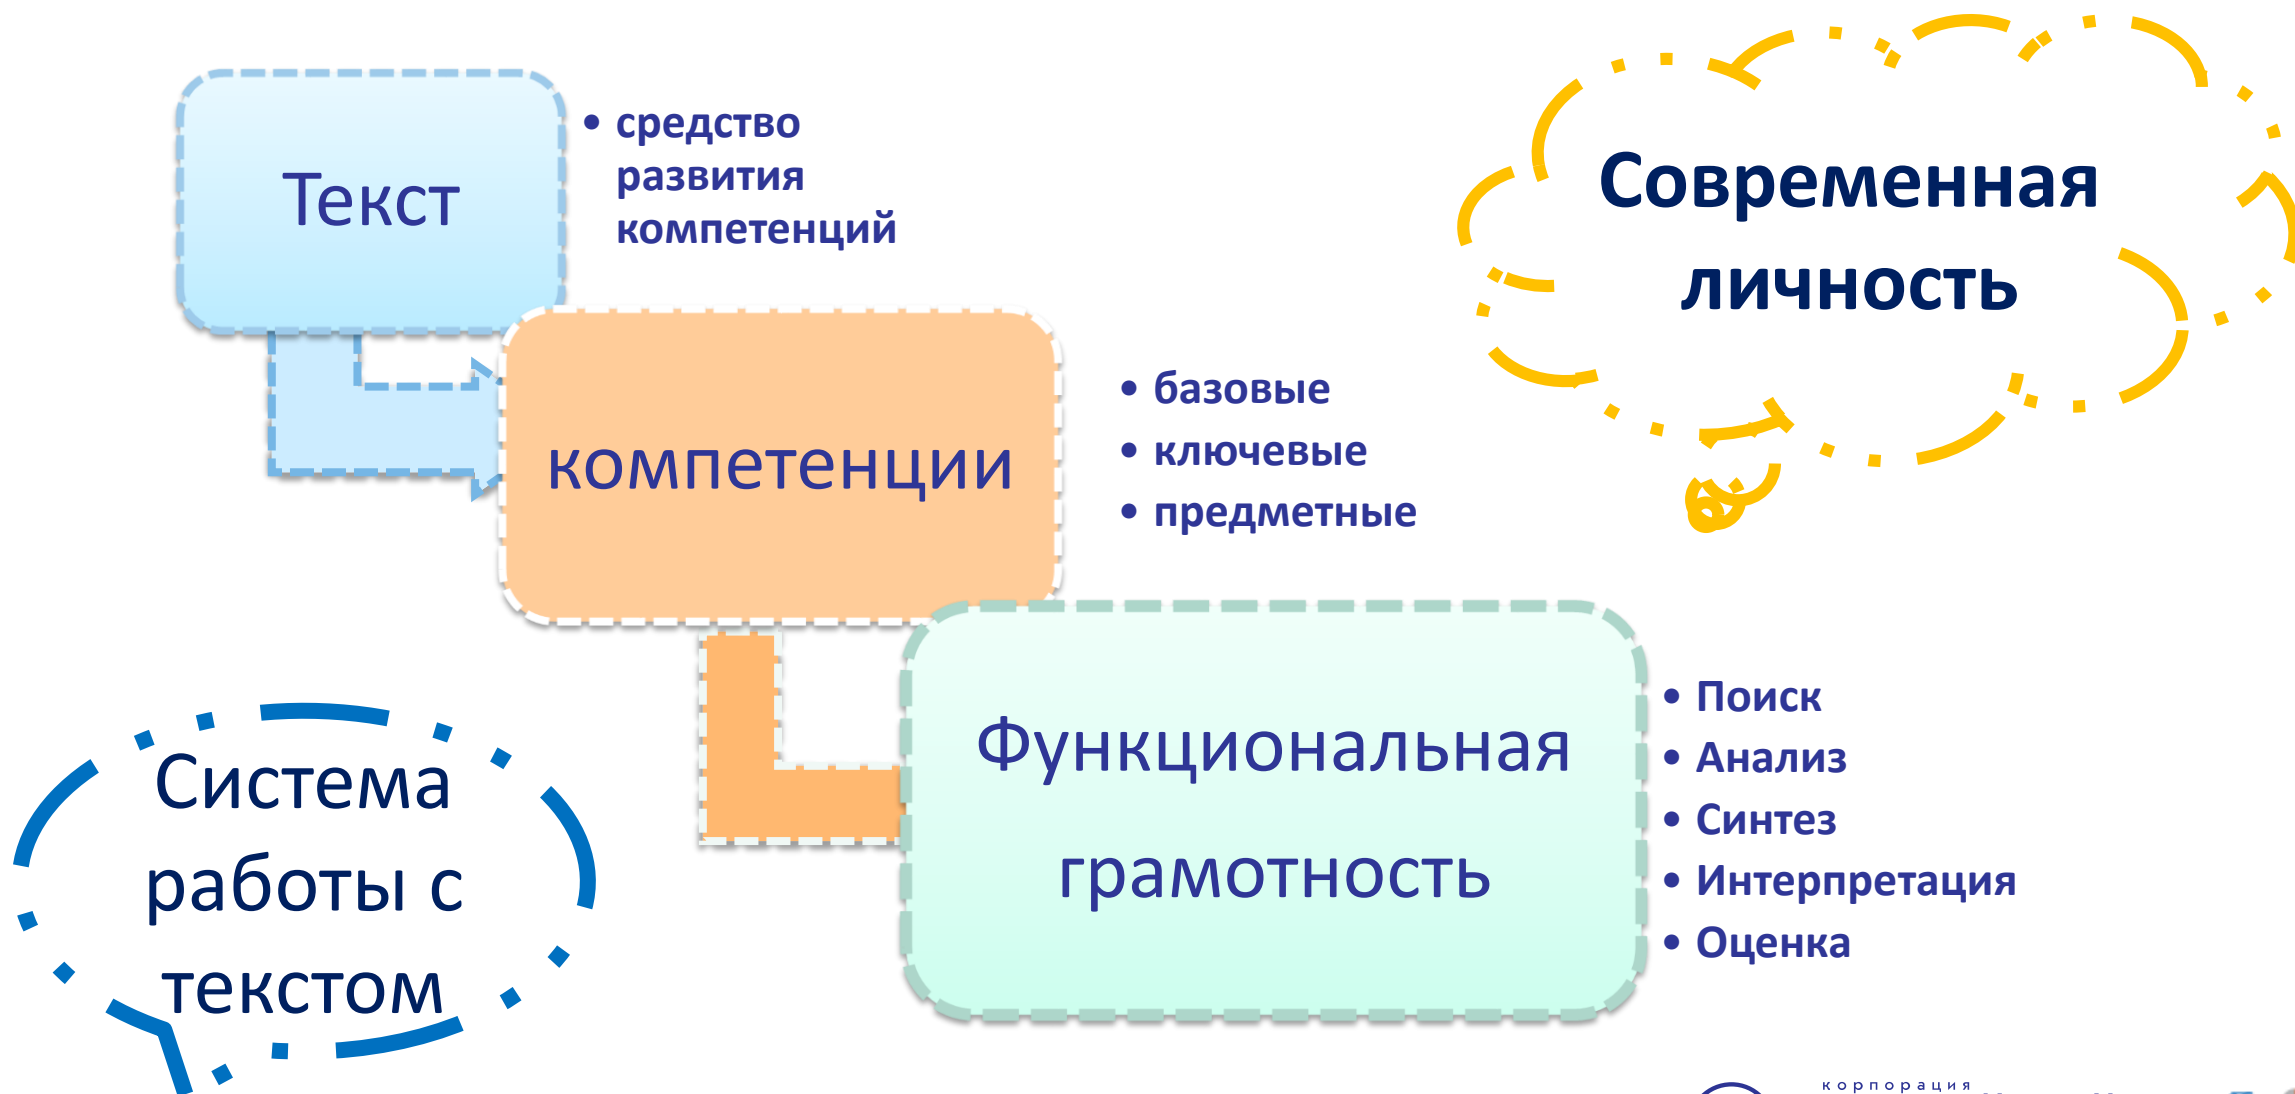 Текст
• средство
развития
компетенций
Современная
личность
компетенции
• базовые
• ключевые
• предметные
Функциональная
грамотность
• Поиск
• Анализ
• Синтез
• Интерпретация
• Оценка
Система
работы с
текстом
корпорация